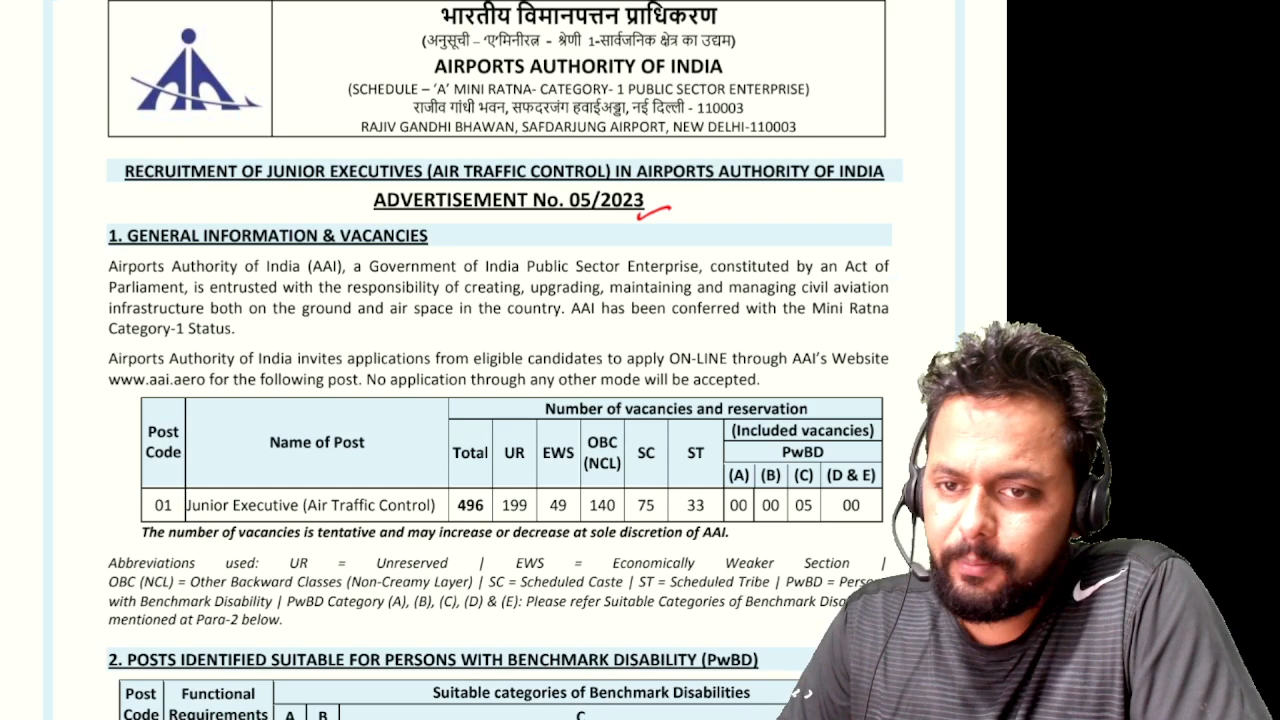 भारतीय विमानपत्तन प्राधिकरण
(अनुसूची – 'ए'मिनीरत्न - श्रेणी 1-सार्वजनिक क्षेत्र का उद्यम)
AIRPORTS AUTHORITY OF INDIA
(SCHEDULE – 'A' MINI RATNA- CATEGORY- 1 PUBLIC SECTOR ENTERPRISE)
राजीव गांधी भवन, सफदरजंग हवाईअड्डा, नई दिल्ली - 110003
RAJIV GANDHI BHAWAN, SAFDARJUNG AIRPORT, NEW DELHI-110003
RECRUITMENT OF JUNIOR EXECUTIVES (AIR TRAFFIC CONTROL) IN AIRPORTS AUTHORITY OF INDIA
ADVERTISEMENT No. 05/2023
1. GENERAL INFORMATION & VACANCIES
Airports Authority of India (AAI), a Government of India Public Sector Enterprise, constituted by an Act of
Parliament, is entrusted with the responsibility of creating, upgrading, maintaining and managing civil aviation
infrastructure both on the ground and air space in the country. AAI has been conferred with the Mini Ratna
Category-1 Status.
Airports Authority of India invites applications from eligible candidates to apply ON-LINE through AAI's Website
www.aai.aero for the following post. No application through any other mode will be accepted.
Post Code | Name of Post | Number of vacancies and reservation
Total | UR | EWS | OBC (NCL) | SC | ST | (Included vacancies)
PwBD
(A) | (B) | (C) | (D & E)
01 | Junior Executive (Air Traffic Control) | 496 | 199 | 49 | 140 | 75 | 33 | 00 | 00 | 05 | 00
The number of vacancies is tentative and may increase or decrease at sole discretion of AAI.
Abbreviations used: UR = Unreserved | EWS = Economically Weaker Section |
OBC (NCL) = Other Backward Classes (Non-Creamy Layer) | SC = Scheduled Caste | ST = Scheduled Tribe | PwBD =
with Benchmark Disability | PwBD Category (A), (B), (C), (D) & (E): Please refer Suitable Categories of Benchmark
mentioned at Para-2 below.
2. POSTS IDENTIFIED SUITABLE FOR PERSONS WITH BENCHMARK DISABILITY (PwBD)
Post Code | Functional Requirements | Suitable categories of Benchmark Disabilities
A | B | C